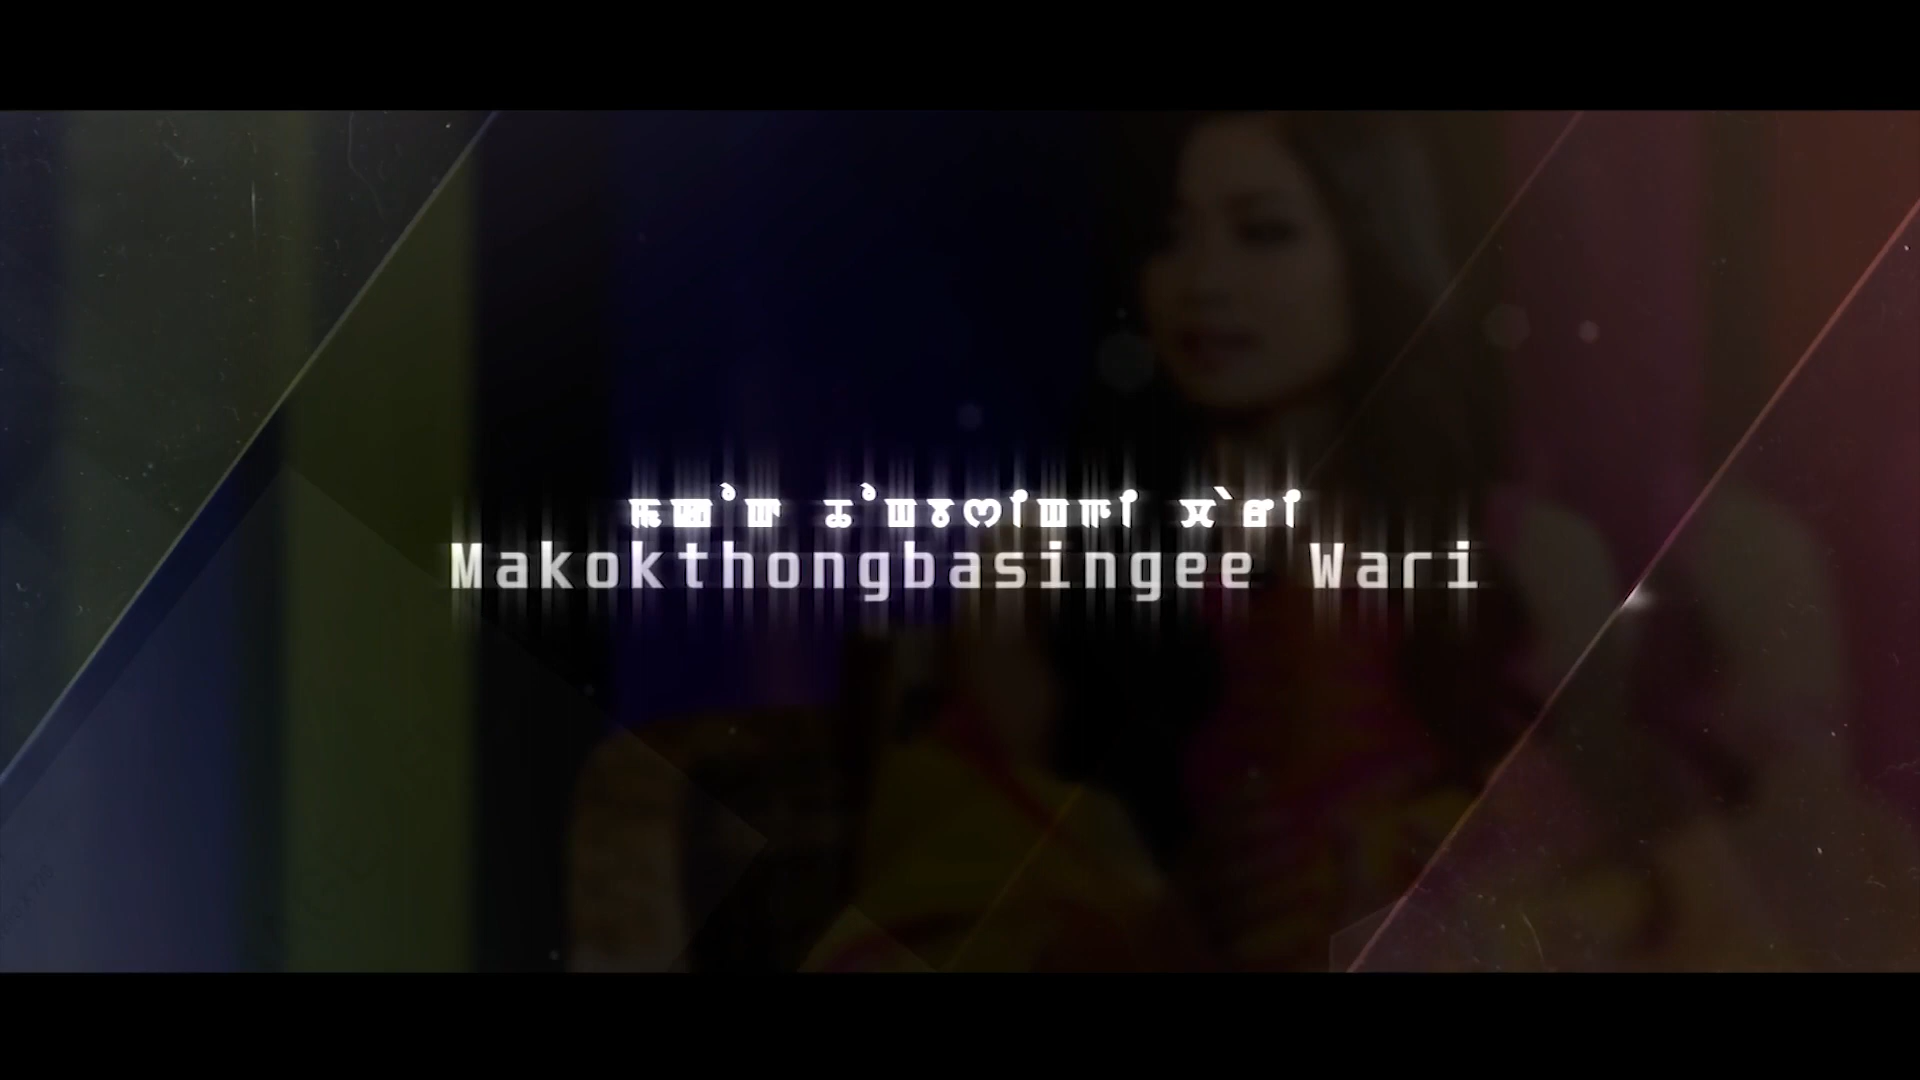 ꯃꯀꯣꯛ ꯊꯣꯡꯕꯁꯤꯡꯒꯤ ꯋꯥꯔꯤ
Makokthongbasingee Wari